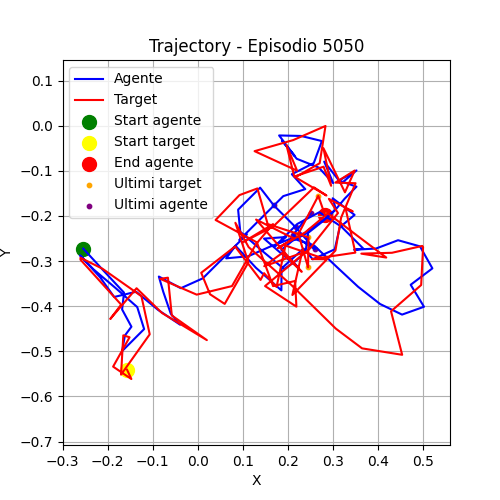 Trajectory - Episodio 5050
Agente
Target
Start agente
Start target
End agente
Ultimi target
Ultimi agente
0.1
0.0
−0.1
−0.2
−0.3
−0.4
−0.5
−0.6
−0.7
Y
−0.3
−0.2
−0.1
0.0
0.1
0.2
0.3
0.4
0.5
X